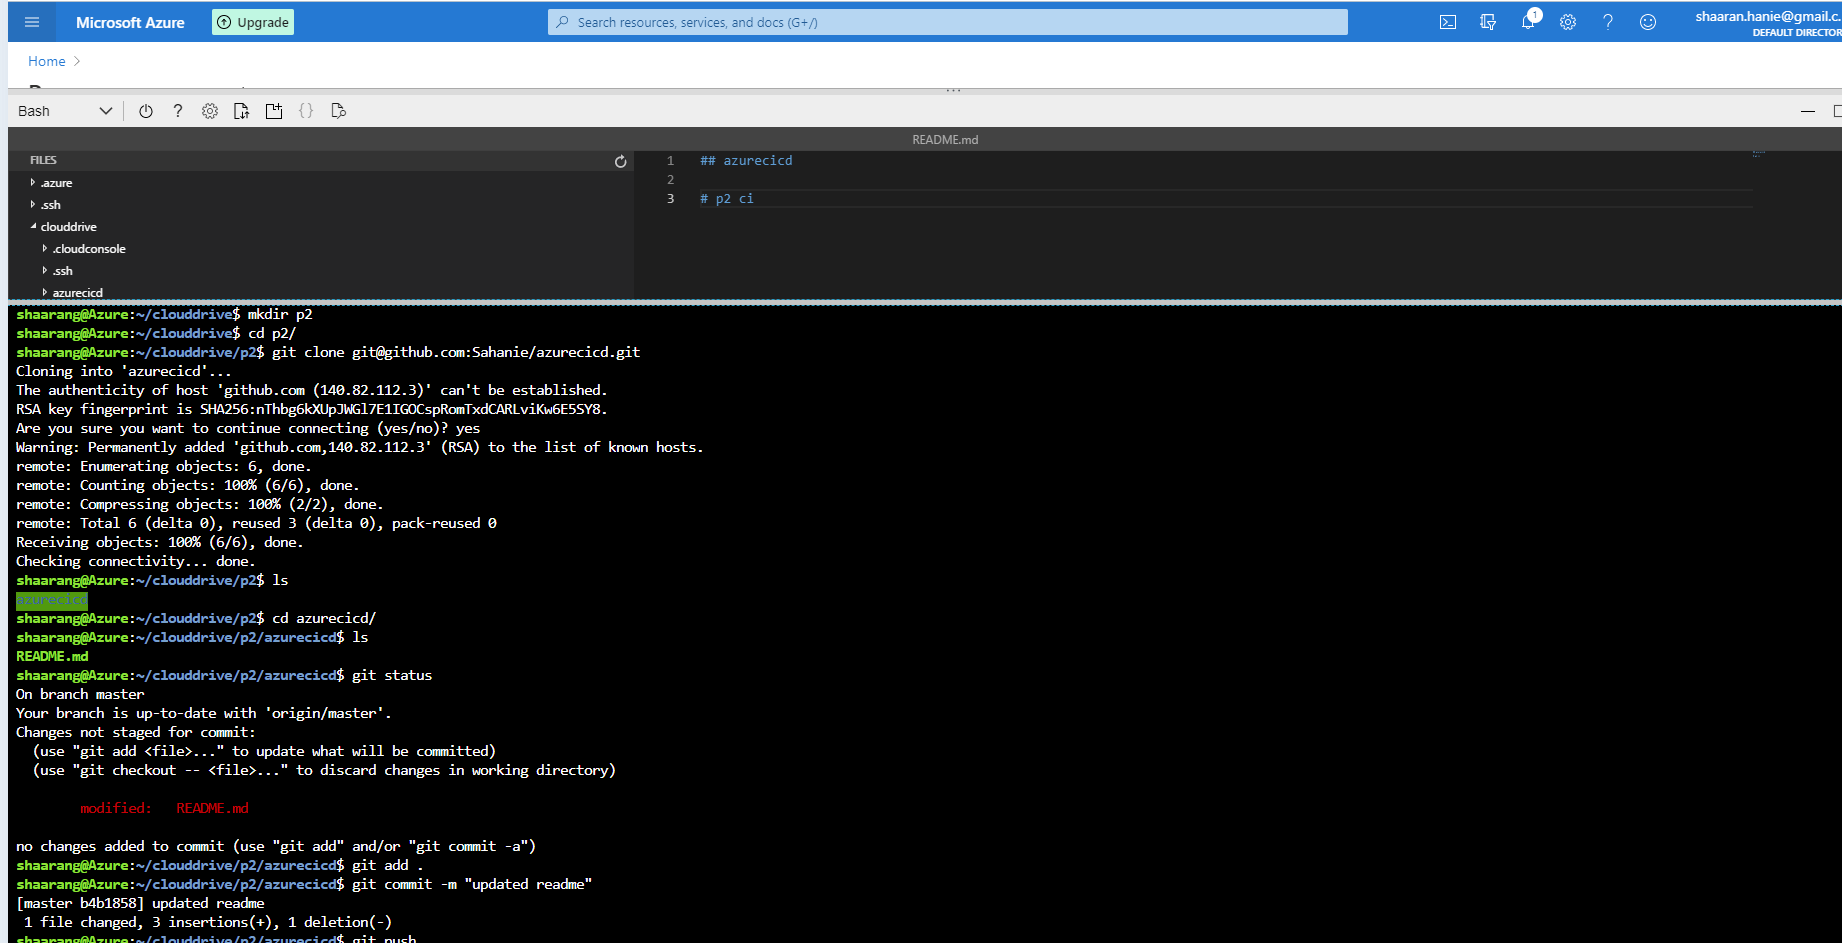 Microsoft Azure
Upgrade
Search resources, services, and docs (G+/)
1
shaaran.hanie@gmail.c...
DEFAULT DIRECTOR
Home >
...
Bash
README.md
FILES
.azure
.ssh
clouddrive
.cloudconsole
.ssh
azurecicd
1 ## azurecicd
2
3 # p2 ci
shaarang@Azure:~/clouddrive$ mkdir p2
shaarang@Azure:~/clouddrive$ cd p2/
shaarang@Azure:~/clouddrive/p2$ git clone git@github.com:Sahanie/azurecicd.git
Cloning into 'azurecicd'...
The authenticity of host 'github.com (140.82.112.3)' can't be established.
RSA key fingerprint is SHA256:nThbg6kXUpJWGl7E1IGOCspRomTxdCARLviKw6E5SY8.
Are you sure you want to continue connecting (yes/no)? yes
Warning: Permanently added 'github.com,140.82.112.3' (RSA) to the list of known hosts.
remote: Enumerating objects: 6, done.
remote: Counting objects: 100% (6/6), done.
remote: Compressing objects: 100% (2/2), done.
remote: Total 6 (delta 0), reused 3 (delta 0), pack-reused 0
Receiving objects: 100% (6/6), done.
Checking connectivity... done.
shaarang@Azure:~/clouddrive/p2$ ls
azurecicd
shaarang@Azure:~/clouddrive/p2$ cd azurecicd/
shaarang@Azure:~/clouddrive/p2/azurecicd$ ls
README.md
shaarang@Azure:~/clouddrive/p2/azurecicd$ git status
On branch master
Your branch is up-to-date with 'origin/master'.
Changes not staged for commit:
(use "git add <file>..." to update what will be committed)
(use "git checkout -- <file>..." to discard changes in working directory)
modified: README.md
no changes added to commit (use "git add" and/or "git commit -a")
shaarang@Azure:~/clouddrive/p2/azurecicd$ git add .
shaarang@Azure:~/clouddrive/p2/azurecicd$ git commit -m "updated readme"
[master b4b1858] updated readme
1 file changed, 3 insertions(+), 1 deletion(-)
shaarang@Azure:~/clouddrive/p2/azurecicd$ git push